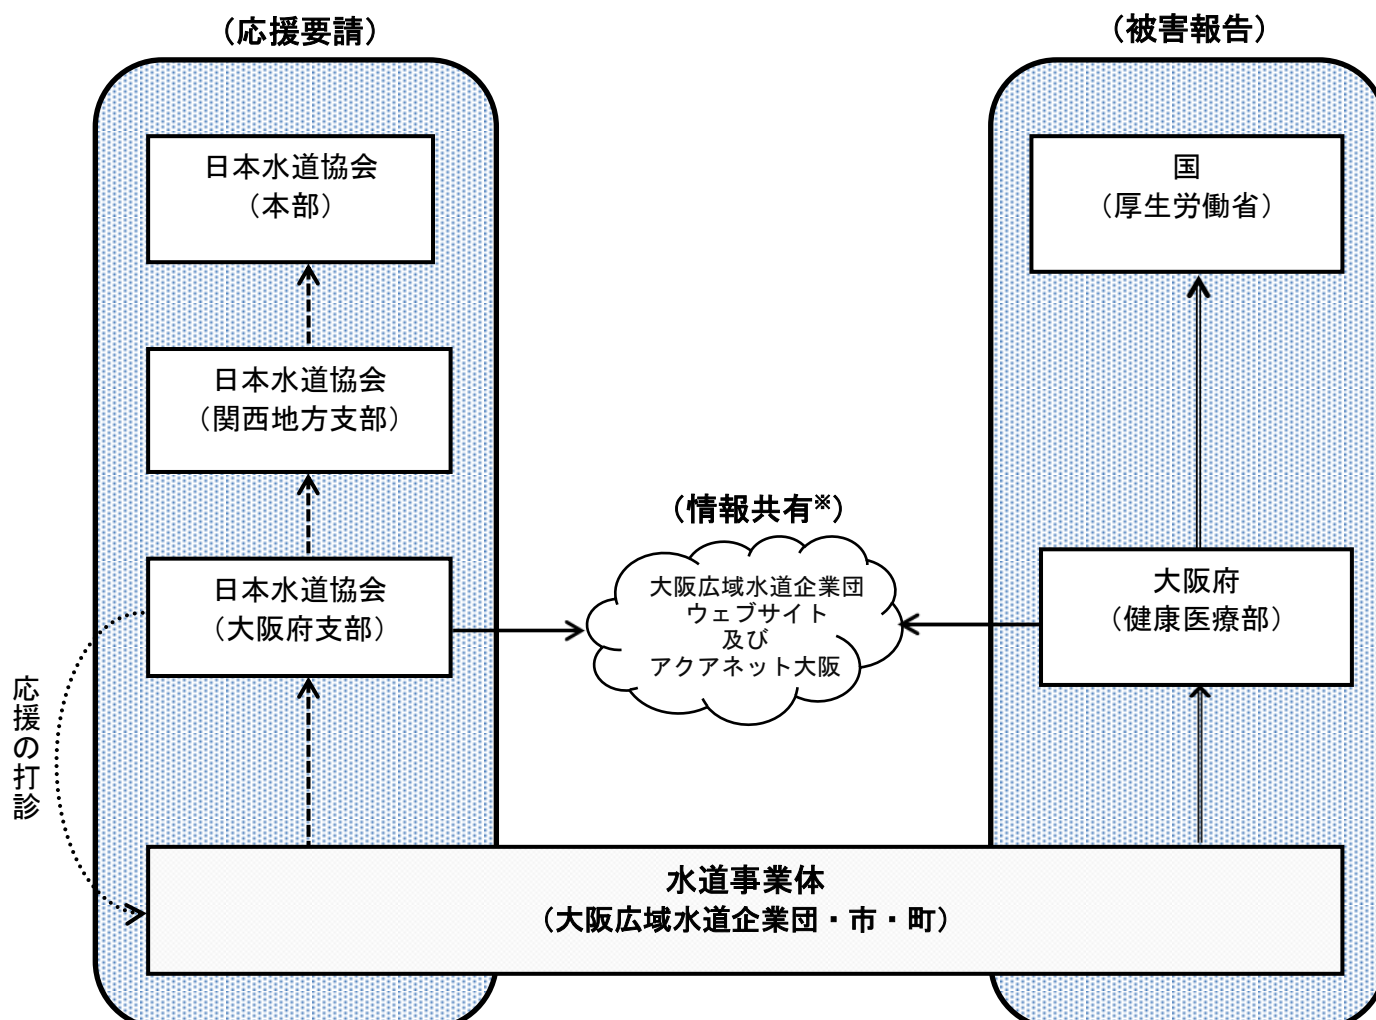 （応援要請）
（被害報告）
日本水道協会
（本部）
国
（厚生労働省）
日本水道協会
（関西地方支部）
（情報共有※）
大阪広域水道企業団
ウェブサイト
及び
アクアネット大阪
日本水道協会
（大阪府支部）
大阪府
（健康医療部）
応援の打診
水道事業体
（大阪広域水道企業団・市・町）